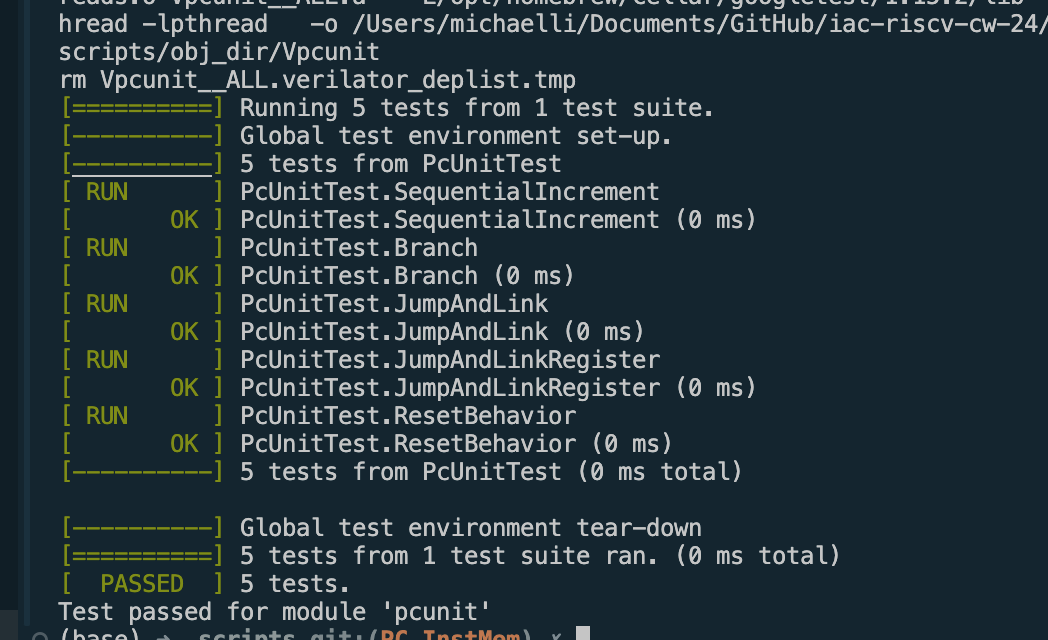 hread -lpthread   -o /Users/michaelli/Documents/GitHub/iac-riscv-cw-24/
scripts/obj_dir/Vpcunit
rm Vpcunit__ALL.verilator_deplist.tmp
[==========] Running 5 tests from 1 test suite.
[----------] Global test environment set-up.
[----------] 5 tests from PcUnitTest
[ RUN      ] PcUnitTest.SequentialIncrement
[       OK ] PcUnitTest.SequentialIncrement (0 ms)
[ RUN      ] PcUnitTest.Branch
[       OK ] PcUnitTest.Branch (0 ms)
[ RUN      ] PcUnitTest.JumpAndLink
[       OK ] PcUnitTest.JumpAndLink (0 ms)
[ RUN      ] PcUnitTest.JumpAndLinkRegister
[       OK ] PcUnitTest.JumpAndLinkRegister (0 ms)
[ RUN      ] PcUnitTest.ResetBehavior
[       OK ] PcUnitTest.ResetBehavior (0 ms)
[----------] 5 tests from PcUnitTest (0 ms total)
[----------] Global test environment tear-down
[==========] 5 tests from 1 test suite ran. (0 ms total)
[  PASSED  ] 5 tests.
Test passed for module 'pcunit'
(base) ➜  scripts git:(PC_InstMem) ✗